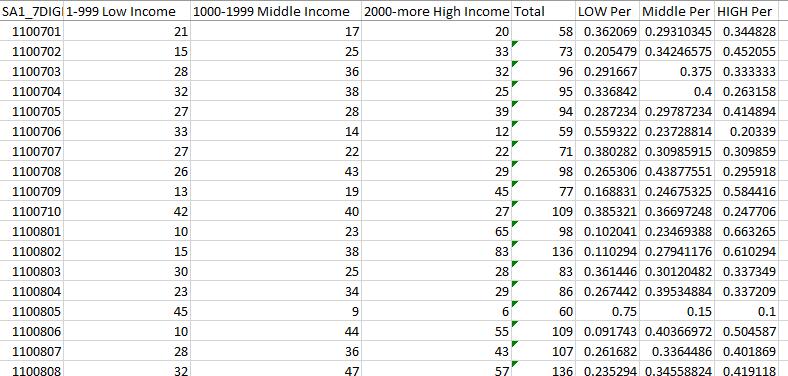 SA1_7DIGI 1-999 Low Income 1000-1999 Middle Income 2000-more High Income Total LOW Per Middle Per HIGH Per
1100701 21 17 20 58 0.362069 0.29310345 0.344828
1100702 15 25 33 73 0.205479 0.34246575 0.452055
1100703 28 36 32 96 0.291667 0.375 0.333333
1100704 32 38 25 95 0.336842 0.4 0.263158
1100705 27 28 39 94 0.287234 0.29787234 0.414894
1100706 33 14 12 59 0.559322 0.23728814 0.20339
1100707 27 22 22 71 0.380282 0.30985915 0.309859
1100708 26 43 29 98 0.265306 0.43877551 0.295918
1100709 13 19 45 77 0.168831 0.24675325 0.584416
1100710 42 40 27 109 0.385321 0.36697248 0.247706
1100801 10 23 65 98 0.102041 0.23469388 0.663265
1100802 15 38 83 136 0.110294 0.27941176 0.610294
1100803 30 25 28 83 0.361446 0.30120482 0.337349
1100804 23 34 29 86 0.267442 0.39534884 0.337209
1100805 45 9 6 60 0.75 0.15 0.1
1100806 10 44 55 109 0.091743 0.40366972 0.504587
1100807 28 36 43 107 0.261682 0.3364486 0.401869
1100808 32 47 57 136 0.235294 0.34558824 0.419118